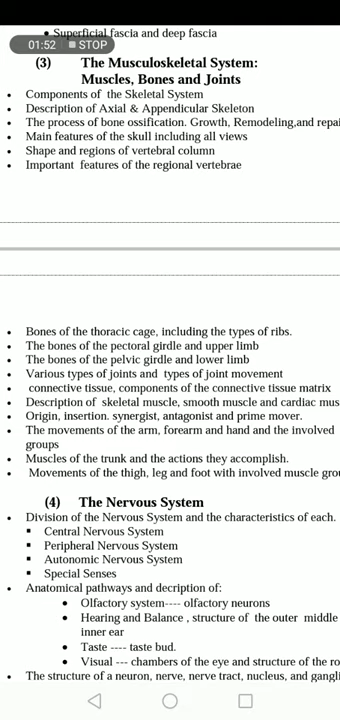 • Superficial fascia and deep fascia
01:52 STOP
(3) The Musculoskeletal System:
Muscles, Bones and Joints
• Components of the Skeletal System
• Description of Axial & Appendicular Skeleton
• The process of bone ossification. Growth, Remodeling,and repai
• Main features of the skull including all views
• Shape and regions of vertebral column
• Important features of the regional vertebrae
• Bones of the thoracic cage, including the types of ribs.
• The bones of the pectoral girdle and upper limb
• The bones of the pelvic girdle and lower limb
• Various types of joints and types of joint movement
• connective tissue, components of the connective tissue matrix
• Description of skeletal muscle, smooth muscle and cardiac mus
• Origin, insertion. synergist, antagonist and prime mover.
• The movements of the arm, forearm and hand and the involved
groups
• Muscles of the trunk and the actions they accomplish.
• Movements of the thigh, leg and foot with involved muscle grou
(4) The Nervous System
• Division of the Nervous System and the characteristics of each.
▪ Central Nervous System
▪ Peripheral Nervous System
▪ Autonomic Nervous System
▪ Special Senses
• Anatomical pathways and decription of:
• Olfactory system---- olfactory neurons
• Hearing and Balance , structure of the outer middle
inner ear
• Taste ---- taste bud.
• Visual --- chambers of the eye and structure of the ro
• The structure of a neuron, nerve, nerve tract, nucleus, and gangli